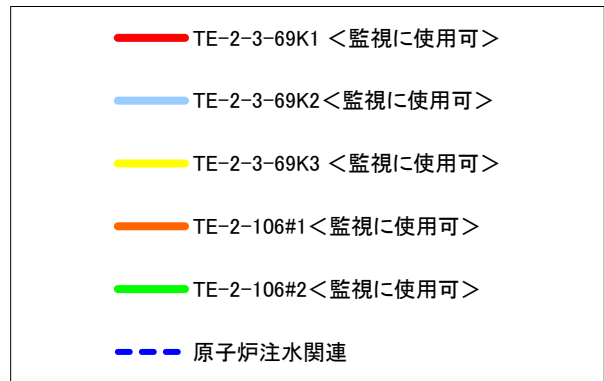 TE-2-3-69K1 <監視に使用可>
TE-2-3-69K2<監視に使用可>
TE-2-3-69K3 <監視に使用可>
TE-2-106#1<監視に使用可>
TE-2-106#2<監視に使用可>
原子炉注水関連